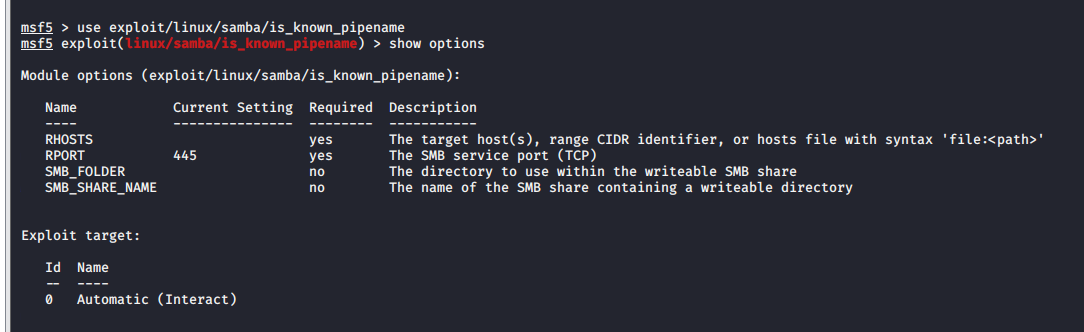 msf5 > use exploit/linux/samba/is_known_pipename
msf5 exploit(linux/samba/is_known_pipename) > show options
Module options (exploit/linux/samba/is_known_pipename):
Name Current Setting Required Description
---- --------------- -------- -----------
RHOSTS yes The target host(s), range CIDR identifier, or hosts file with syntax 'file:<path>'
RPORT 445 yes The SMB service port (TCP)
SMB_FOLDER no The directory to use within the writeable SMB share
SMB_SHARE_NAME no The name of the SMB share containing a writeable directory
Exploit target:
Id Name
-- ----
0 Automatic (Interact)